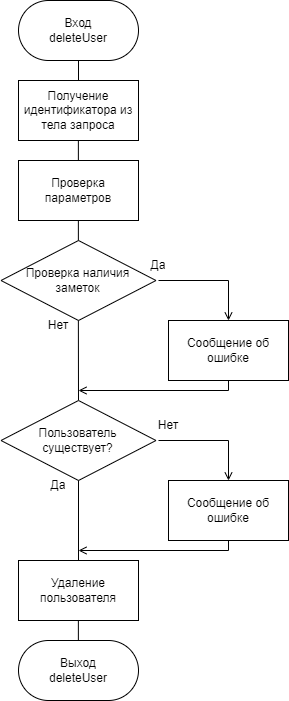 Вход
deleteUser
Получение
идентификатора из
тела запроса
Проверка
параметров
Проверка наличия
заметок
Да
Нет
Сообщение об
ошибке
Пользователь
существует?
Нет
Да
Сообщение об
ошибке
Удаление
пользователя
Выход
deleteUser